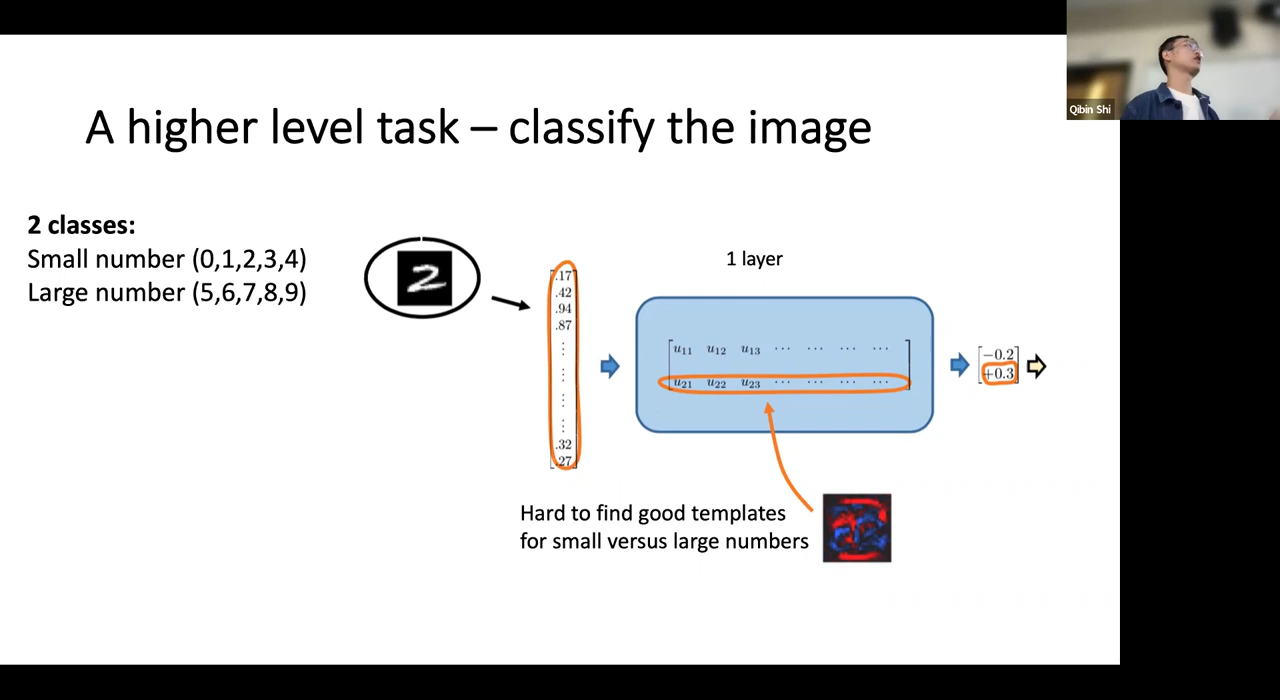 Qibin Shi
A higher level task – classify the image
2 classes:
Small number (0,1,2,3,4)
Large number (5,6,7,8,9)
2
1 layer
.17
.42
.94
.87
⋮
⋮
⋮
⋮
.32
.27
u11 u12 u13 ⋯ ⋯ ⋯ ⋯
u21 u22 u23 ⋯ ⋯ ⋯ ⋯
−0.2
+0.3
Hard to find good templates
for small versus large numbers